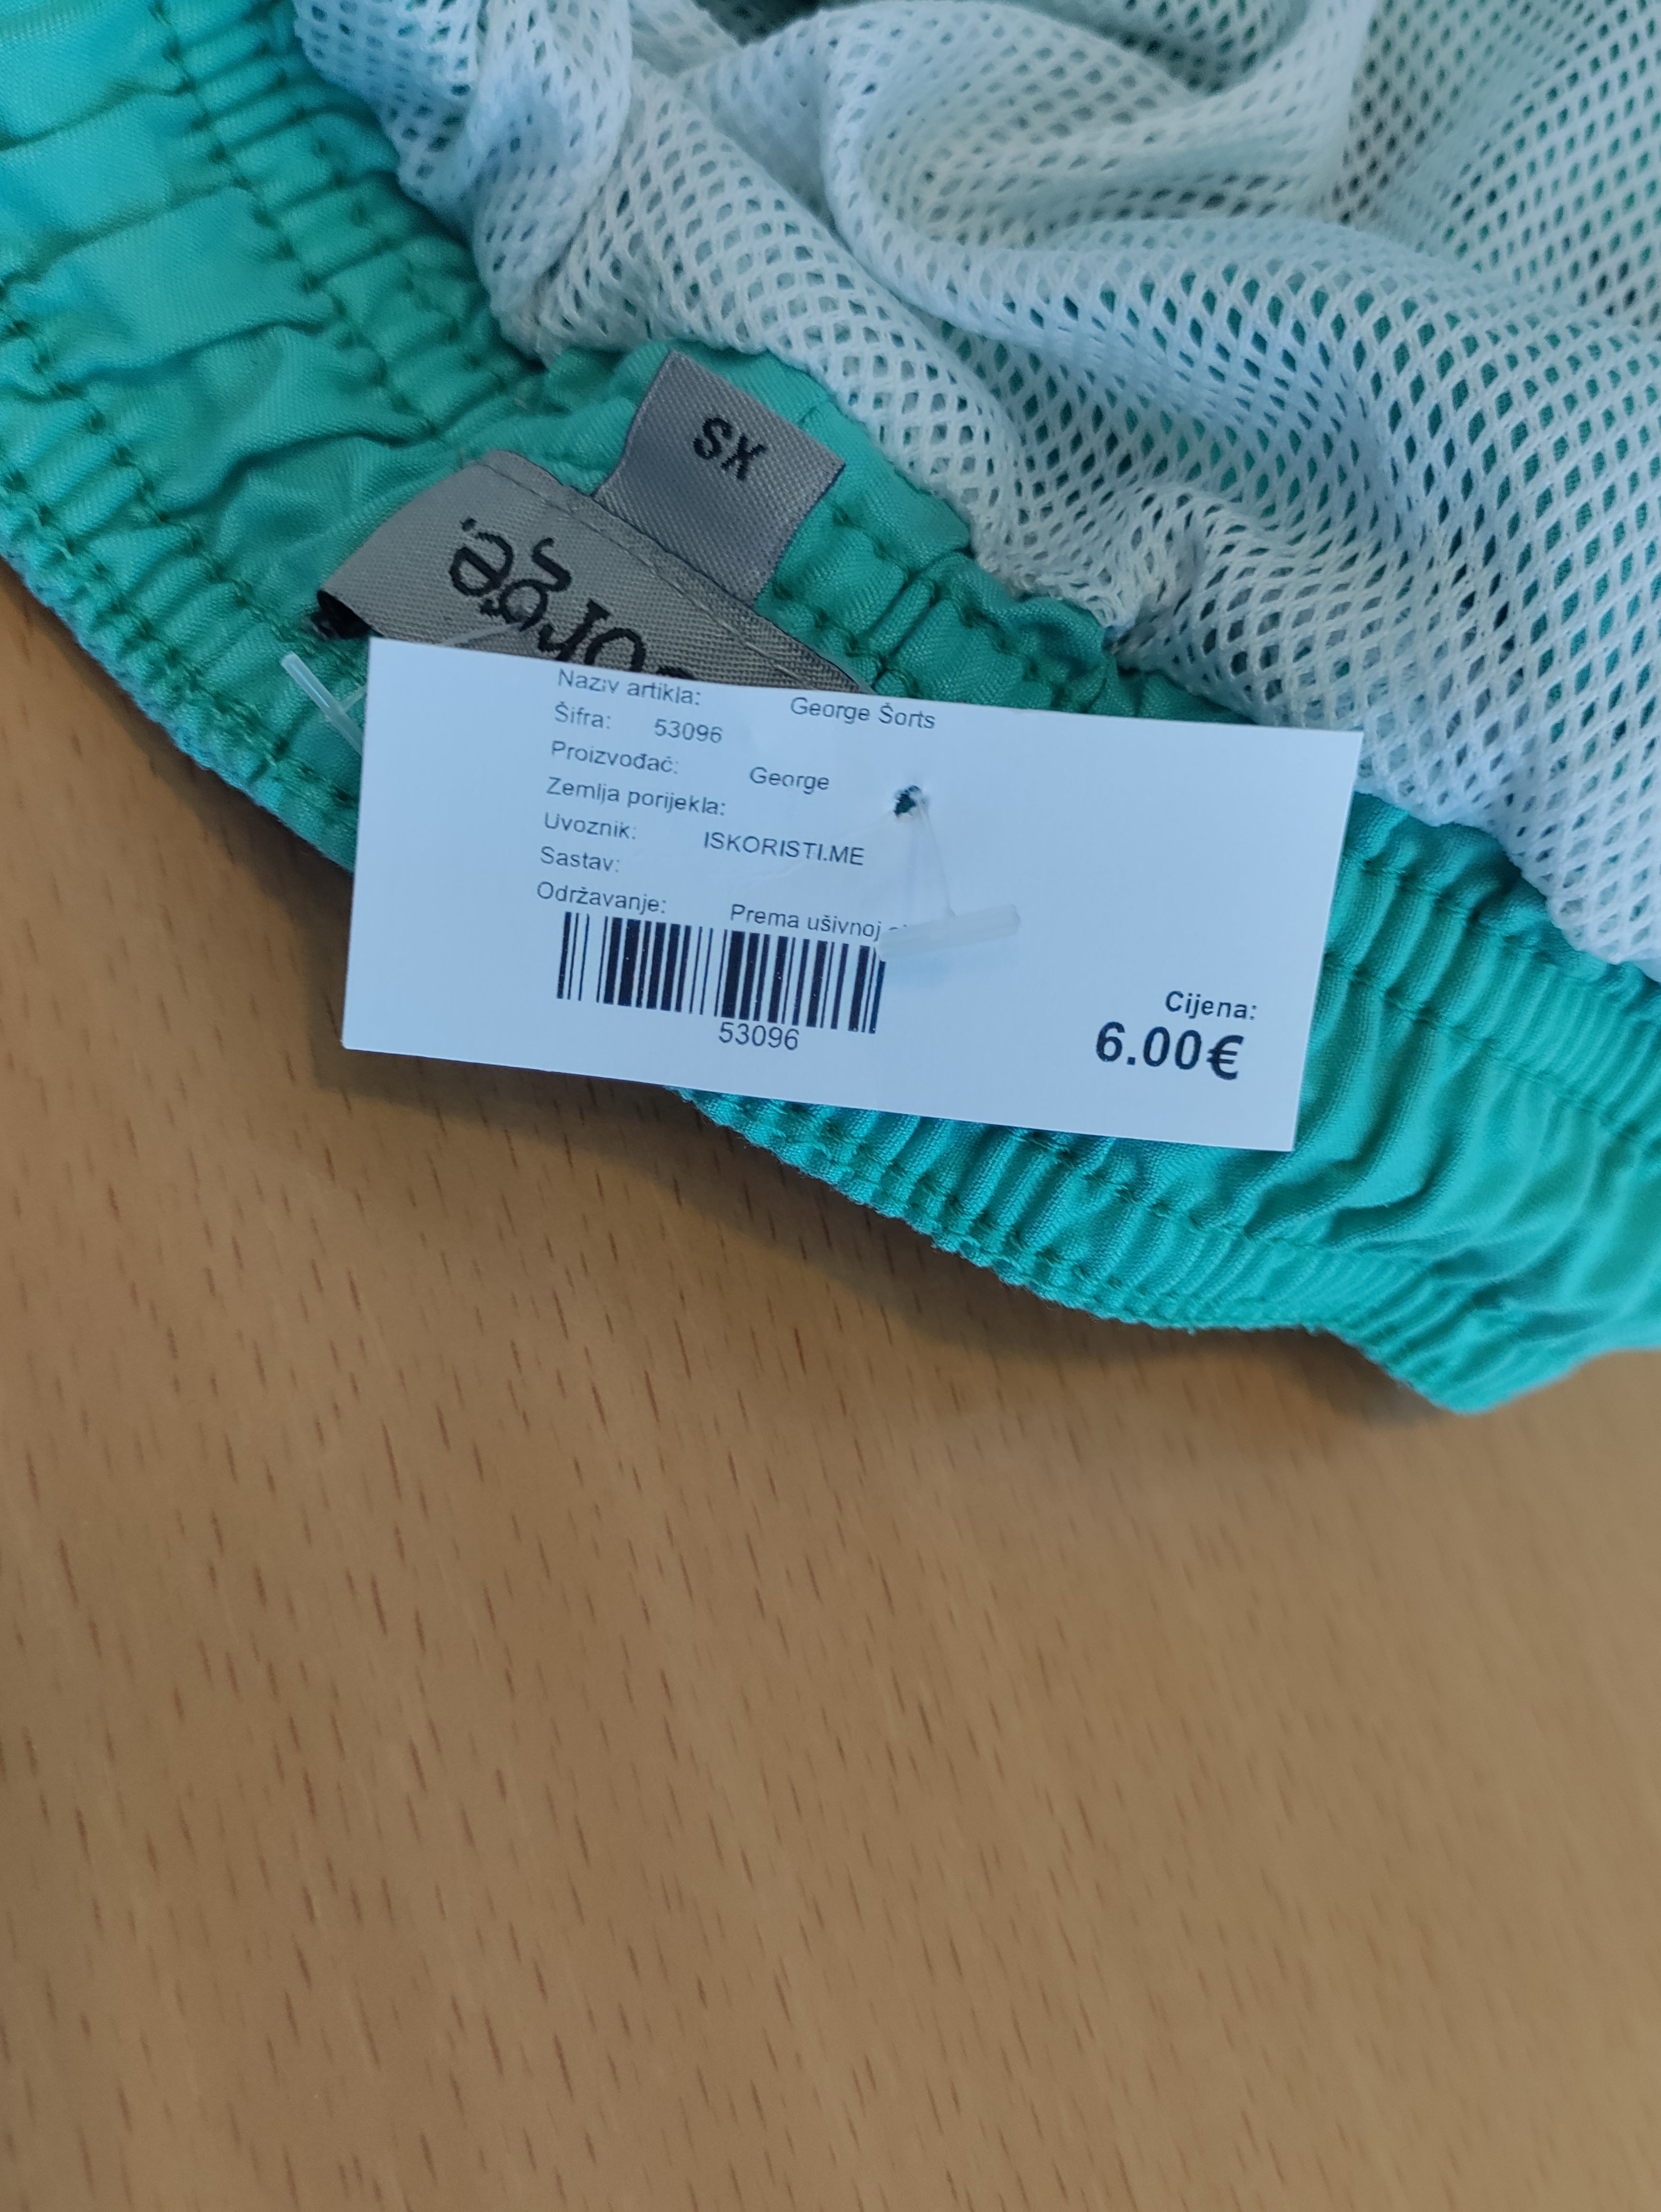 XS
Naziv artikla: George Šorts
Šifra: 53096
Proizvođač: George
Zemlja porijekla:
Uvoznik: ISKORISTI.ME
Sastav:
Održavanje: Prema ušivnoj
53096
Cijena:
6.00€